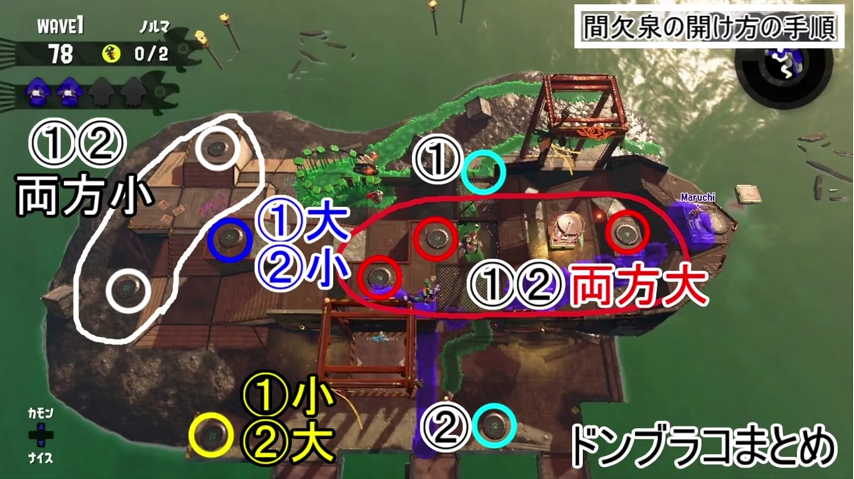 WAVE1 ノルマ
78 0/2
間欠泉の開け方の手順
①②
両方小
①
Maruchi
①大
②小
①②両方大
①小
②大
②
カモン
ナイス
ドンブラコまとめ